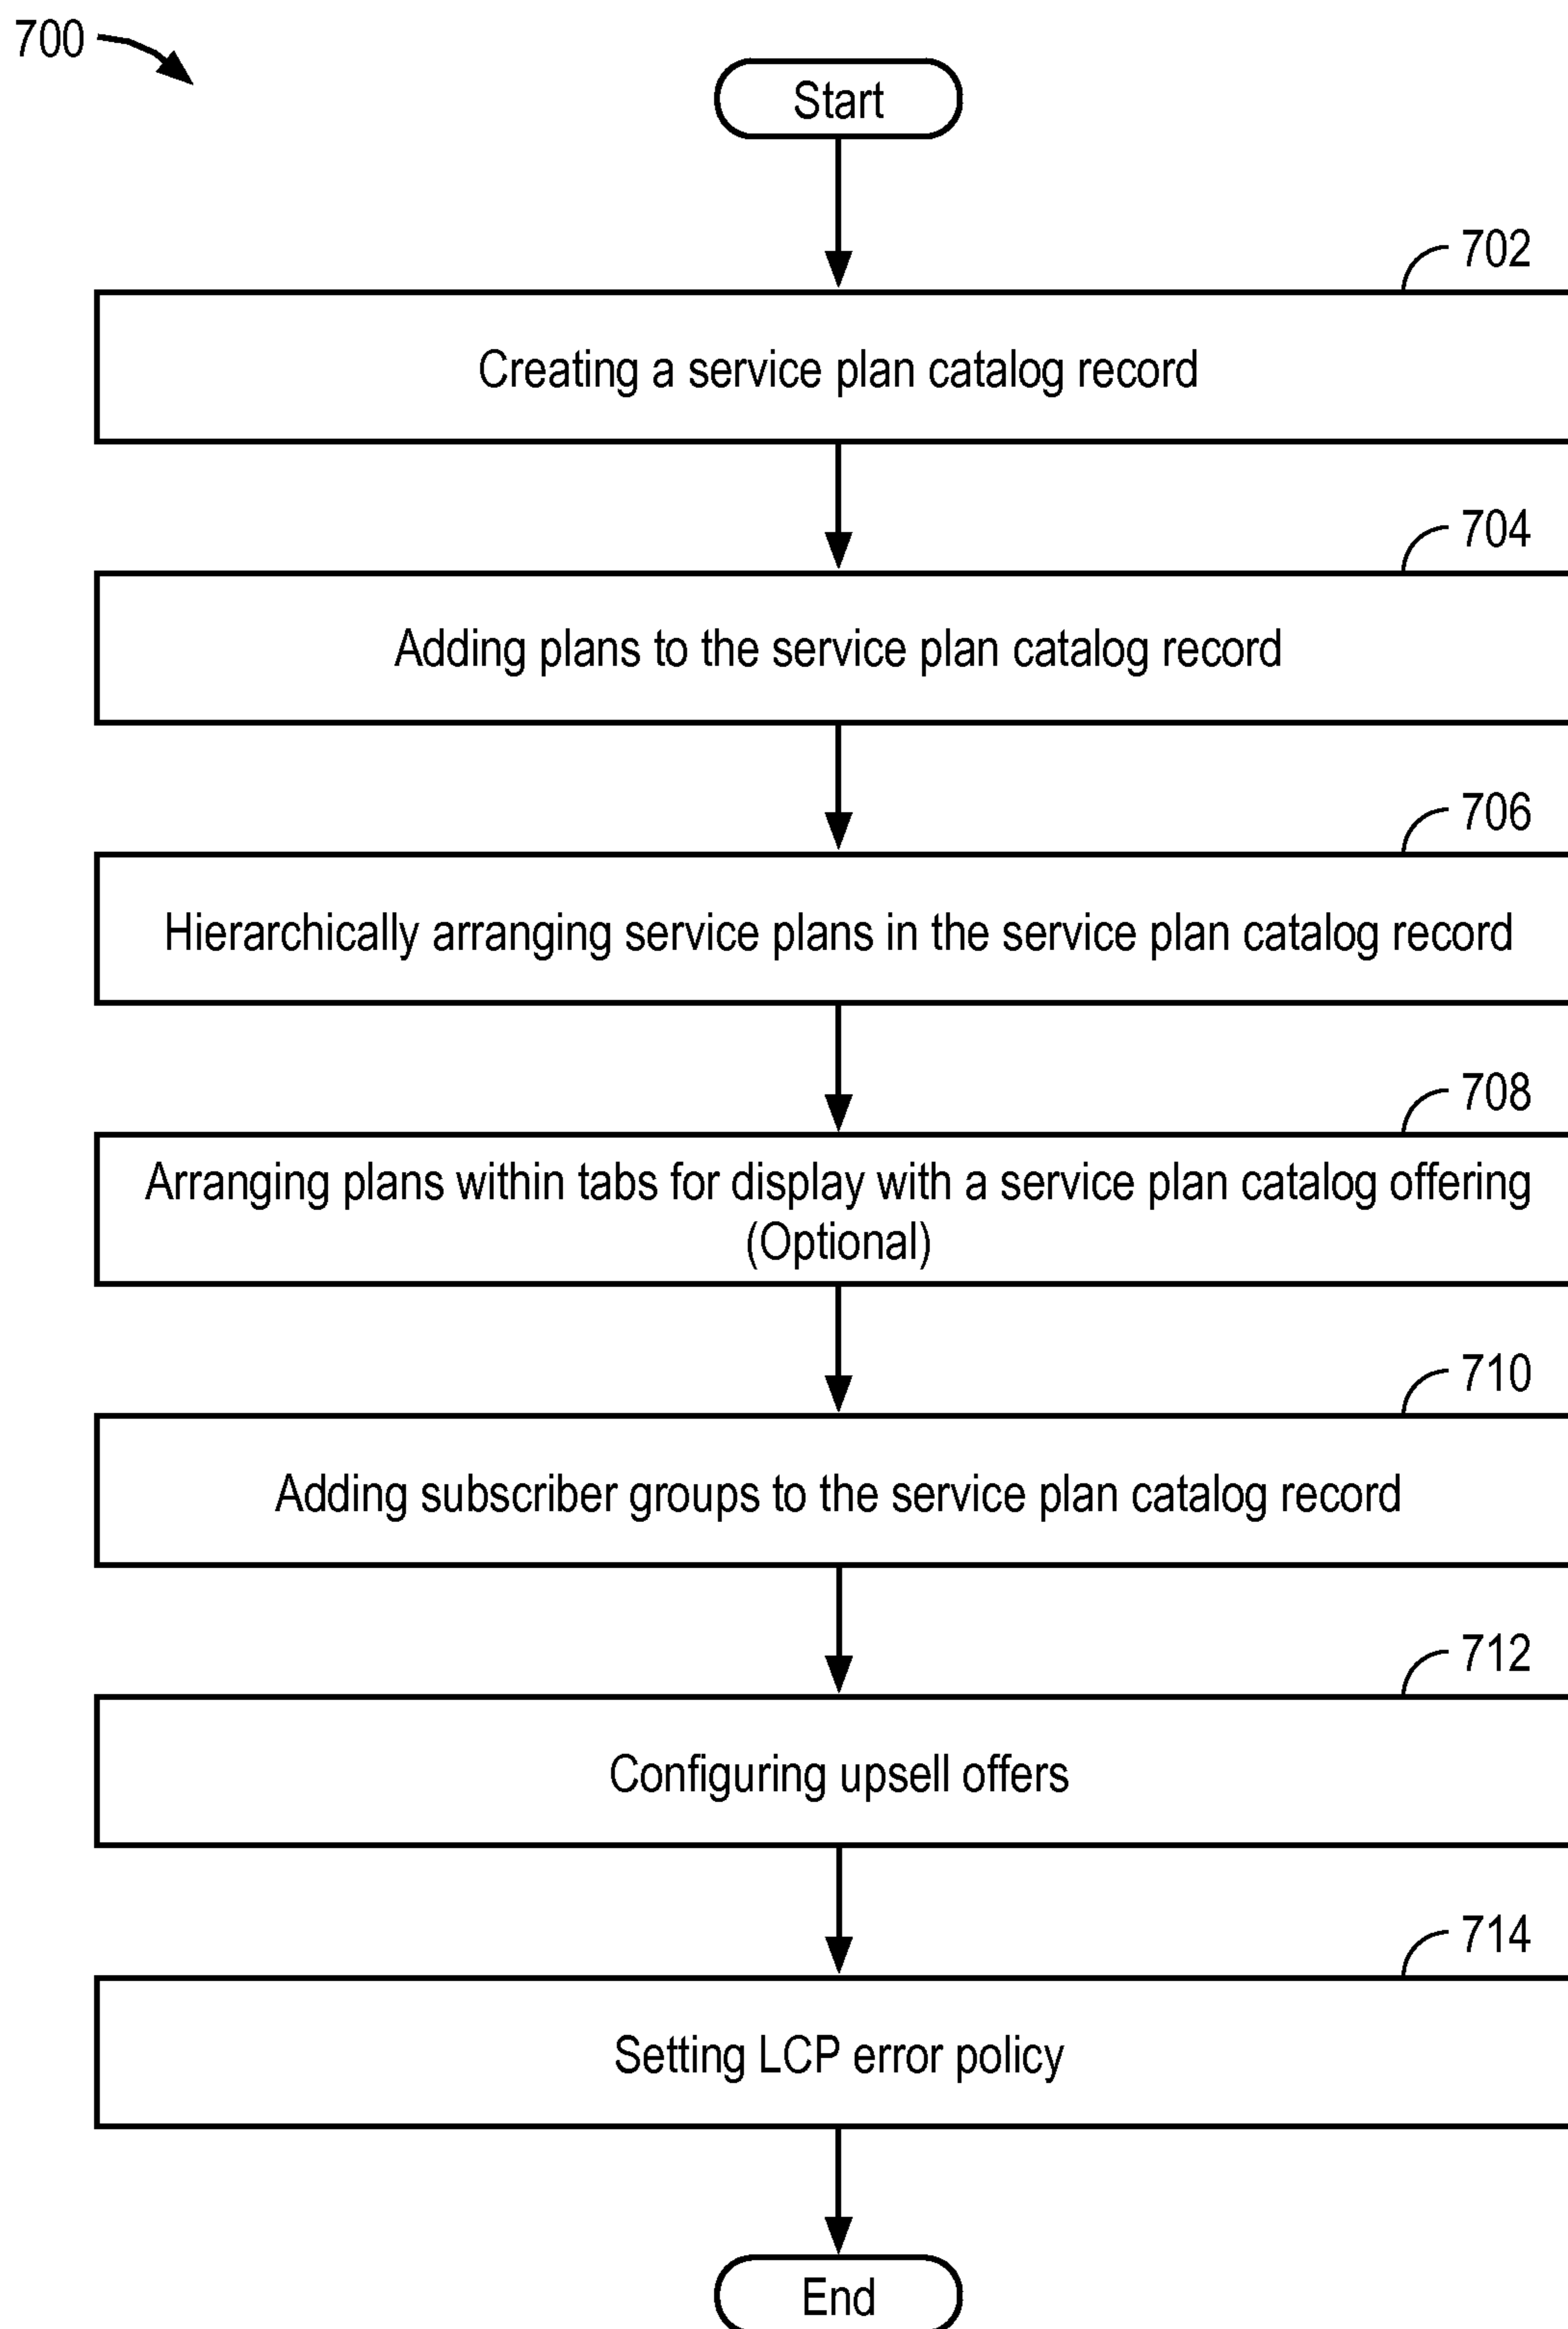 700
Start
702
Creating a service plan catalog record
704
Adding plans to the service plan catalog record
706
Hierarchically arranging service plans in the service plan catalog record
708
Arranging plans within tabs for display with a service plan catalog offering
(Optional)
710
Adding subscriber groups to the service plan catalog record
712
Configuring upsell offers
714
Setting LCP error policy
End